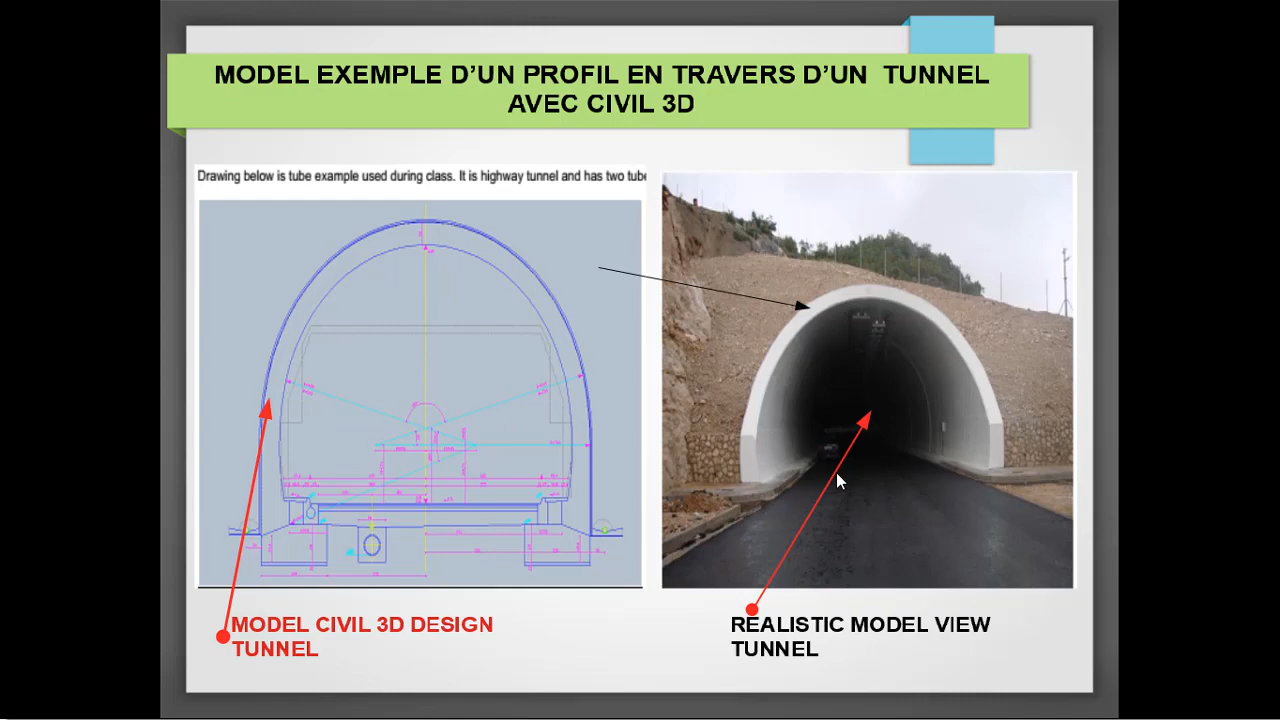 MODEL EXEMPLE D’UN PROFIL EN TRAVERS D’UN TUNNEL
AVEC CIVIL 3D
Drawing below is tube example used during class. It is highway tunnel and has two tube
MODEL CIVIL 3D DESIGN
TUNNEL
REALISTIC MODEL VIEW
TUNNEL